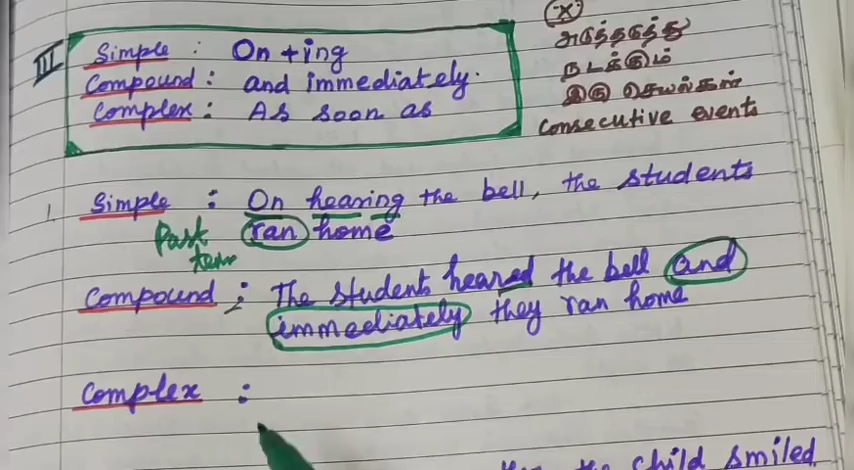 (x)
அடுத்தடுத்து
நடக்கும்
இரு செயல்கள்
consecutive events
III
Simple : On +ing
Compound : and immediately.
Complex : As soon as
1. Simple : On hearing the bell, the students
Past ran home
Compound : The student heared the bell and
immediately they ran home
Complex :
the child smiled